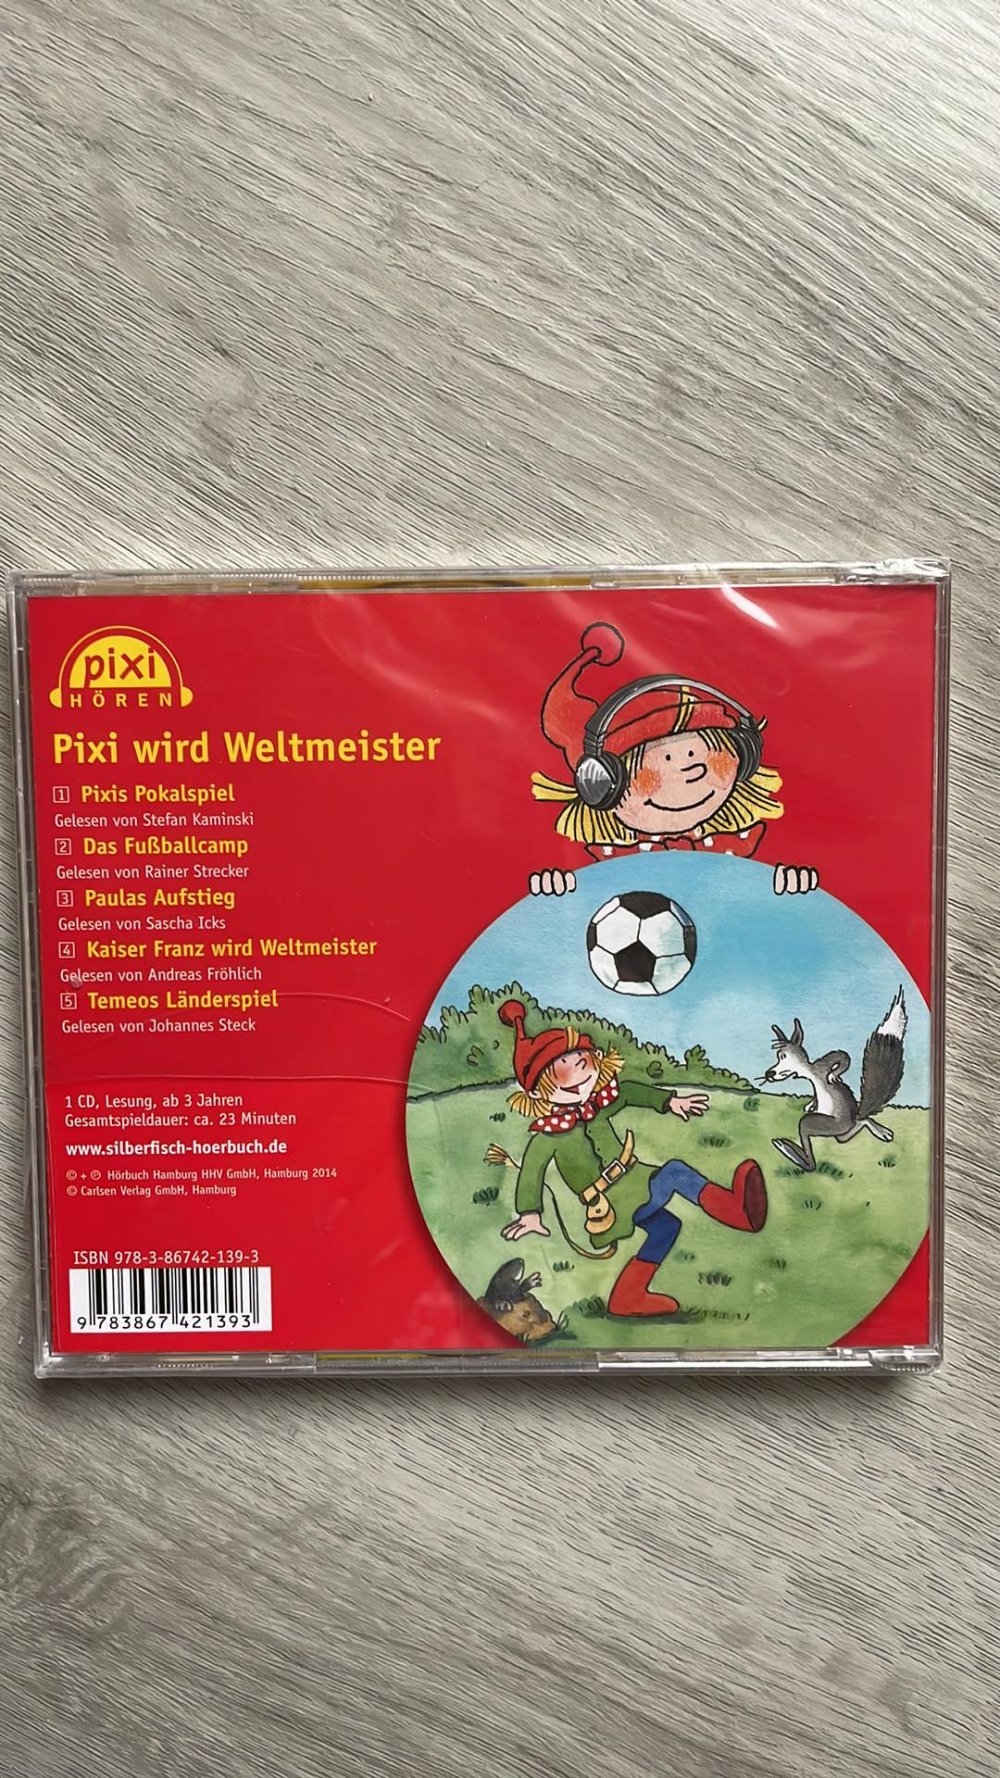 pixi
HÖREN
Pixi wird Weltmeister
1 Pixis Pokalspiel
Gelesen von Stefan Kaminski
2 Das Fußballcamp
Gelesen von Rainer Strecker
3 Paulas Aufstieg
Gelesen von Sascha Icks
4 Kaiser Franz wird Weltmeister
Gelesen von Andreas Fröhlich
5 Temeos Länderspiel
Gelesen von Johannes Steck
1 CD, Lesung, ab 3 Jahren
Gesamtspieldauer: ca. 23 Minuten
www.silberfisch-hoerbuch.de
© + ℗ Hörbuch Hamburg HHV GmbH, Hamburg 2014
© Carlsen Verlag GmbH, Hamburg
ISBN 978-3-86742-139-3
9 783867 421393